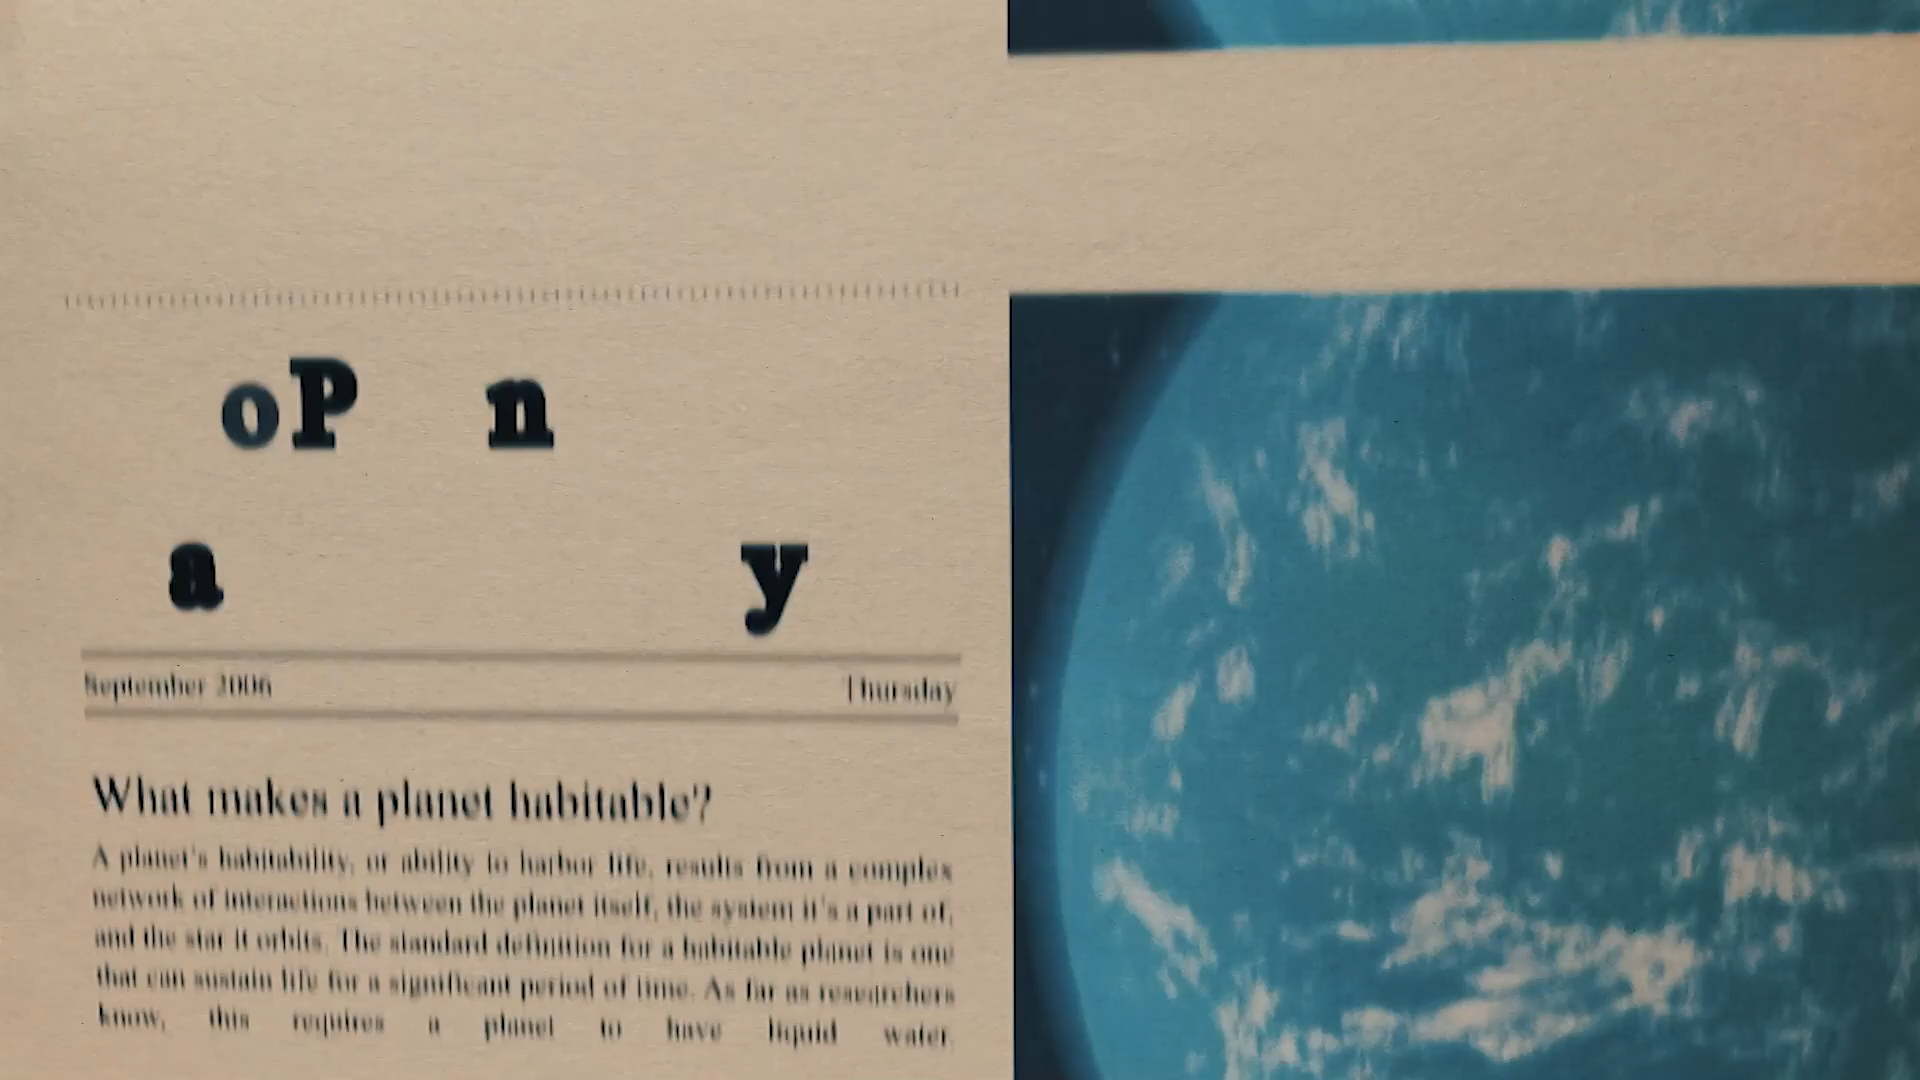 oP n
a y
September 2006 Thursday
What makes a planet habitable?
A planet's habitability, or ability to harbor life, results from a complex
network of interactions between the planet itself, the system it's a part of,
and the star it orbits. The standard definition for a habitable planet is one
that can sustain life for a significant period of time. As far as researchers
know, this requires a planet to have liquid water.